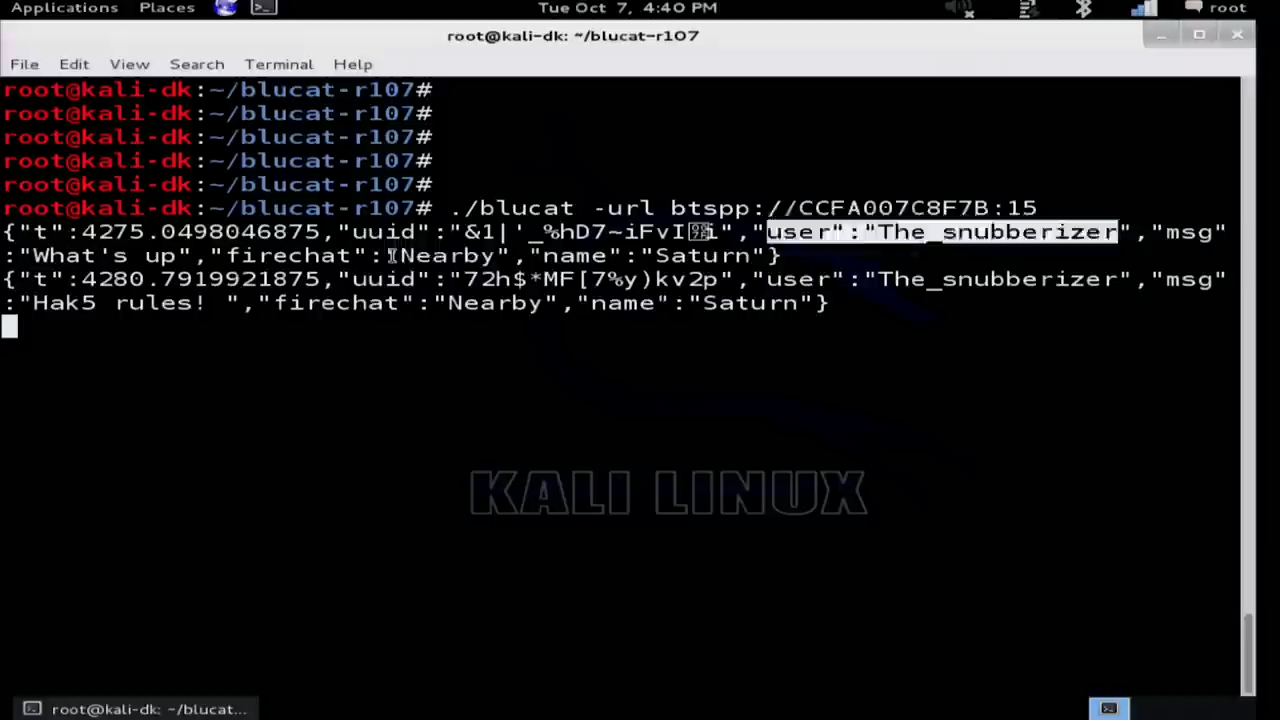 Applications Places Tue Oct 7, 4:40 PM root
root@kali-dk: ~/blucat-r107
File Edit View Search Terminal Help
root@kali-dk:~/blucat-r107#
root@kali-dk:~/blucat-r107#
root@kali-dk:~/blucat-r107#
root@kali-dk:~/blucat-r107#
root@kali-dk:~/blucat-r107#
root@kali-dk:~/blucat-r107# ./blucat -url btspp://CCFA007C8F7B:15
{"t":4275.0498046875,"uuid":"&1|'_%hD7~iFvIi","user":"The_snubberizer","msg"
:"What's up","firechat":"Nearby","name":"Saturn"}
{"t":4280.7919921875,"uuid":"72h$*MF[7%y)kv2p","user":"The_snubberizer","msg"
:"Hak5 rules! ","firechat":"Nearby","name":"Saturn"}
KALI LINUX
root@kali-dk: ~/blucat...